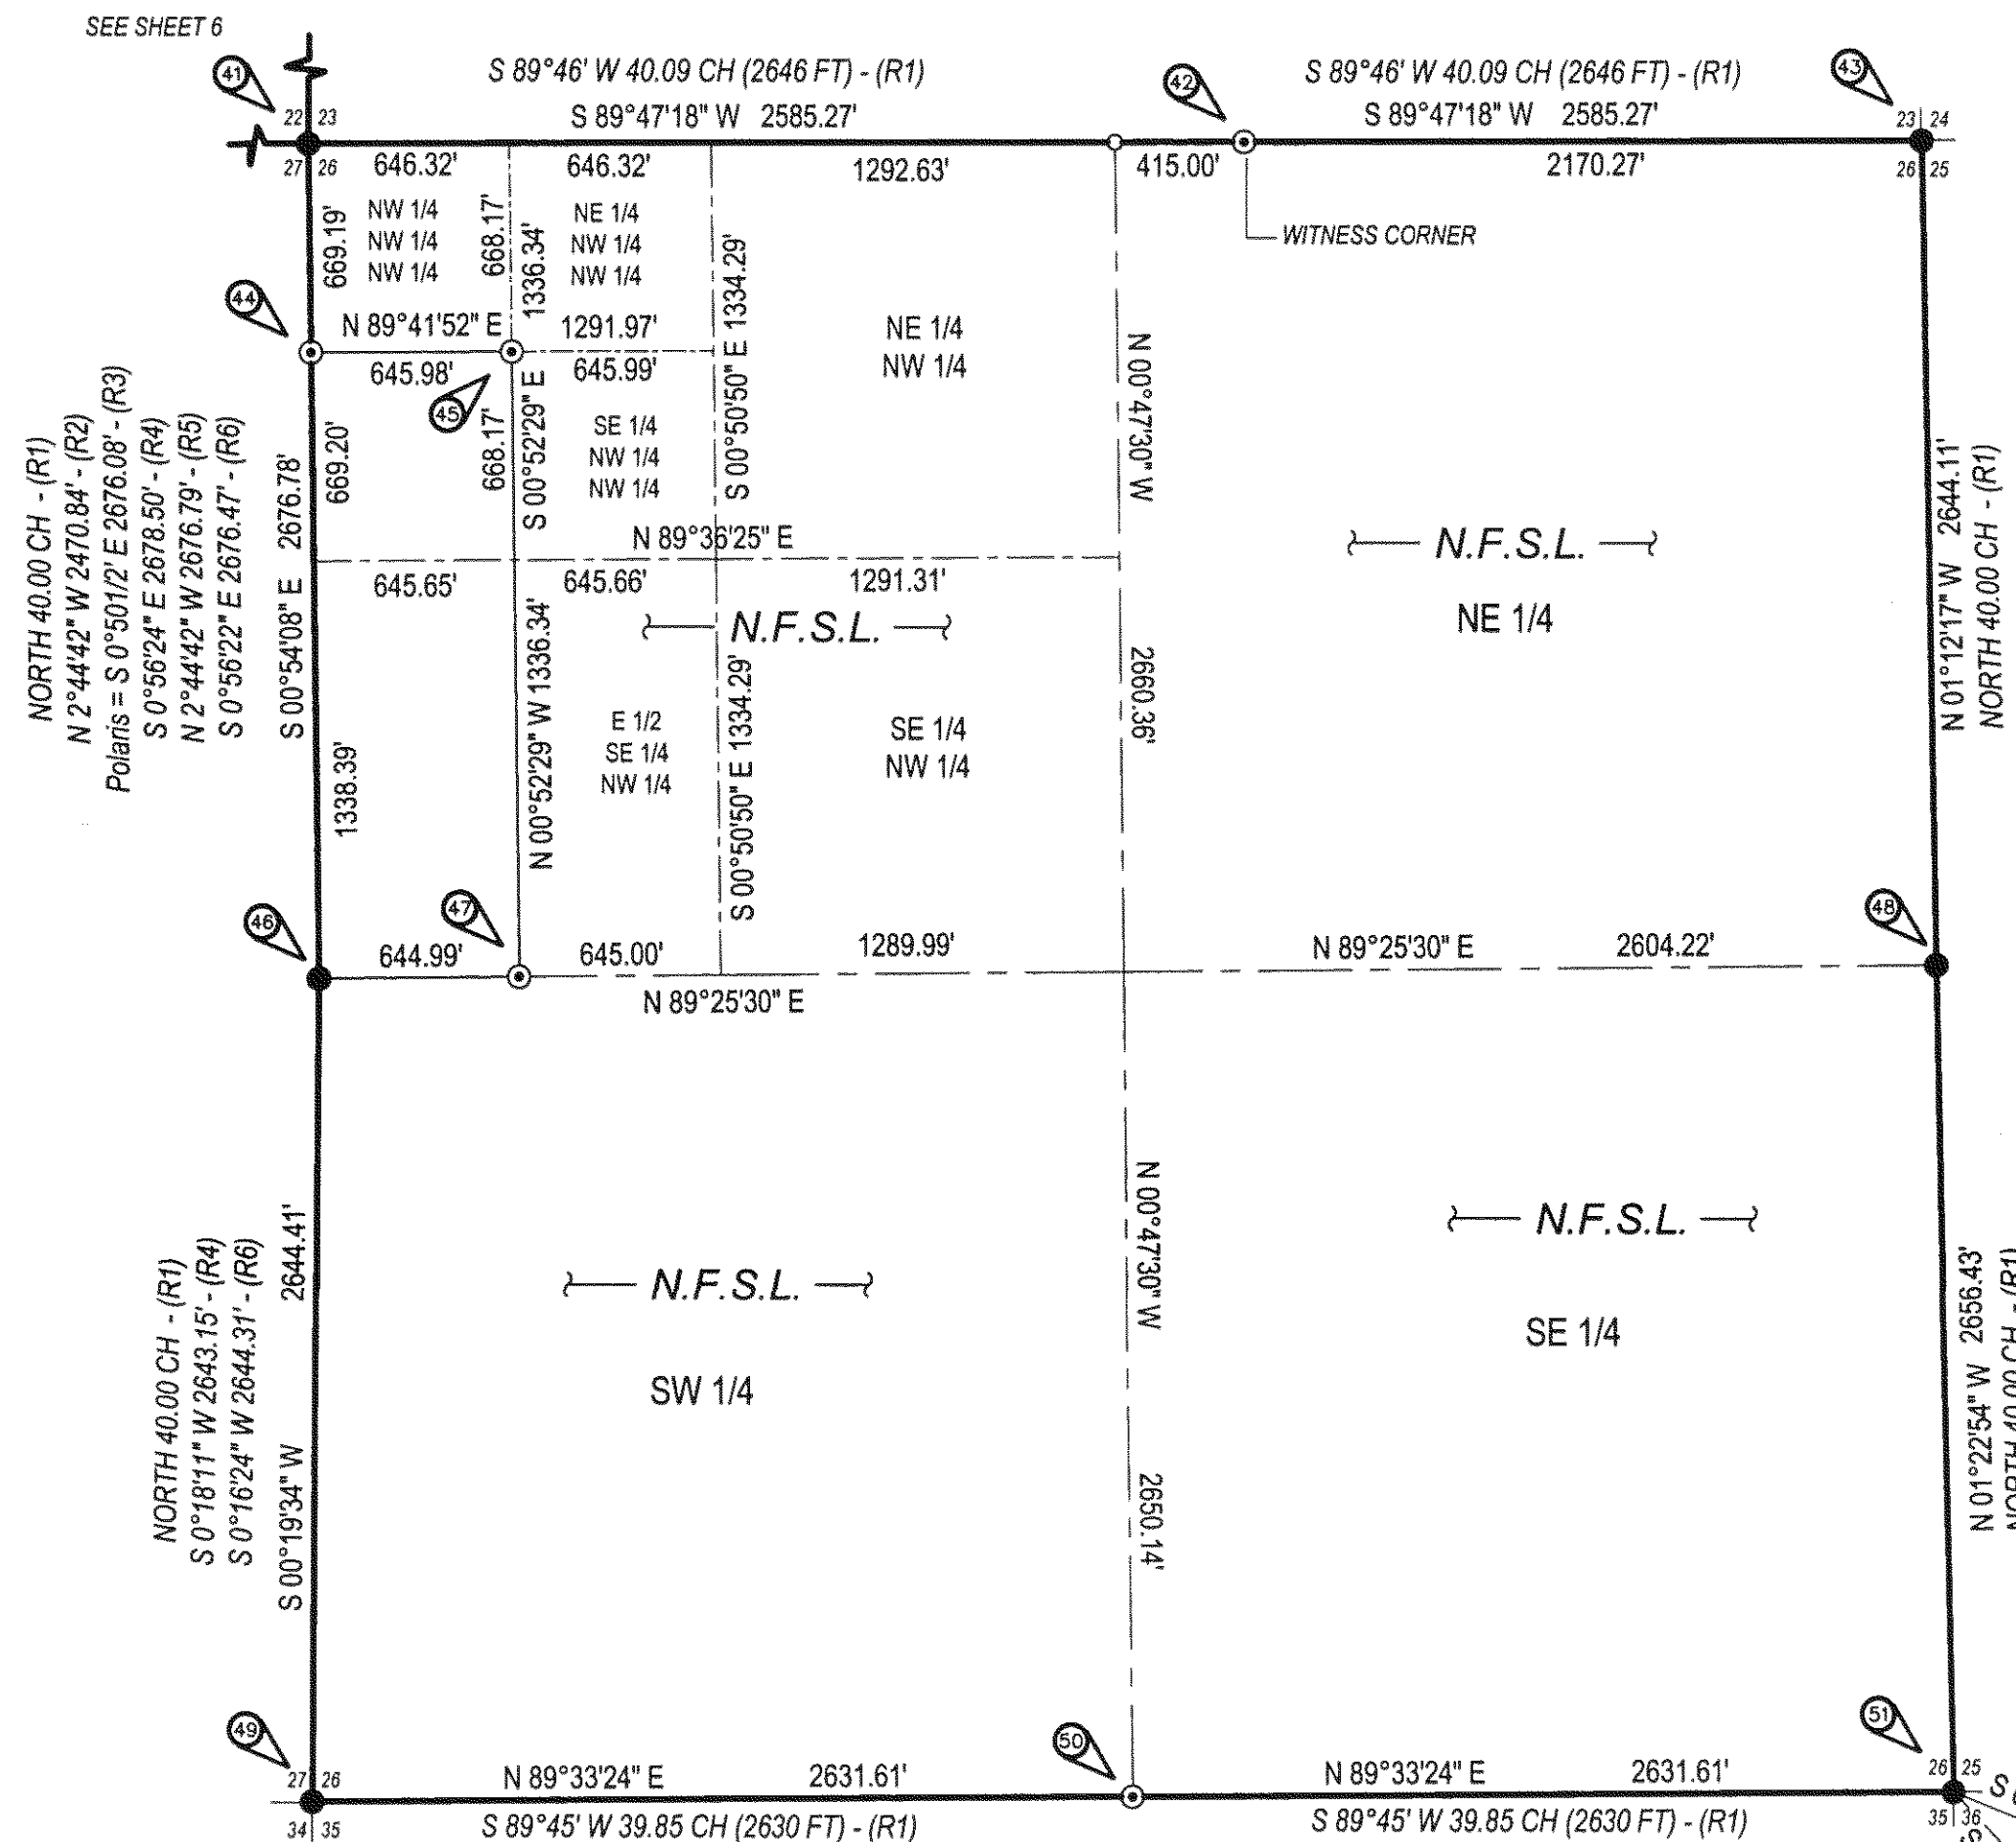 SEE SHEET 6
41
42
43
S 89°46' W 40.09 CH (2646 FT) - (R1)
S 89°46' W 40.09 CH (2646 FT) - (R1)
S 89°47'18" W 2585.27'
S 89°47'18" W 2585.27'
22 23
27 26
23 24
26 25
646.32'
646.32'
1292.63'
415.00'
2170.27'
WITNESS CORNER
669.19'
NW 1/4
NW 1/4
NW 1/4
668.17'
1336.34'
NE 1/4
NW 1/4
NW 1/4
S 00°50'50" E 1334.29'
NE 1/4
NW 1/4
N 00°47'30" W
44
N 89°41'52" E
1291.97'
645.98'
645.99'
45
669.20'
668.17'
S 00°52'29" E
SE 1/4
NW 1/4
NW 1/4
NORTH 40.00 CH - (R1)
N 2°44'42" W 2470.84' - (R2)
Polaris = S 0°501/2' E 2676.08' - (R3)
S 0°56'24" E 2678.50' - (R4)
N 2°44'42" W 2676.79' - (R5)
S 0°56'22" E 2676.47' - (R6)
S 00°54'08" E 2676.78'
N 89°36'25" E
645.65'
645.66'
1291.31'
N.F.S.L.
N.F.S.L.
NE 1/4
N 01°12'17" W 2644.11'
NORTH 40.00 CH - (R1)
2660.36'
1338.39'
N 00°52'29" W 1336.34'
E 1/2
SE 1/4
NW 1/4
S 00°50'50" E 1334.29'
SE 1/4
NW 1/4
46
47
48
644.99'
645.00'
1289.99'
N 89°25'30" E
2604.22'
N 89°25'30" E
NORTH 40.00 CH - (R1)
S 0°18'11" W 2643.15' - (R4)
S 0°16'24" W 2644.31' - (R6)
S 00°19'34" W 2644.41'
N.F.S.L.
SW 1/4
N 00°47'30" W
2650.14'
N.F.S.L.
SE 1/4
N 01°22'54" W 2656.43'
NORTH 40.00 CH - (R1)
49
50
51
27 26
34 35
N 89°33'24" E 2631.61'
N 89°33'24" E 2631.61'
S 89°45' W 39.85 CH (2630 FT) - (R1)
S 89°45' W 39.85 CH (2630 FT) - (R1)
26 25
35 36
S